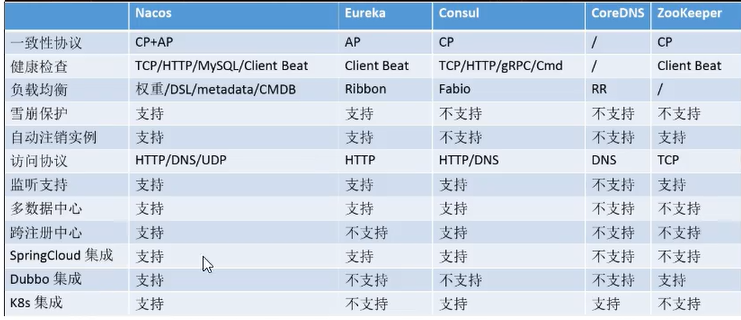 Nacos Eureka Consul CoreDNS ZooKeeper
一致性协议 CP+AP AP CP / CP
健康检查 TCP/HTTP/MySQL/Client Beat Client Beat TCP/HTTP/gRPC/Cmd / Client Beat
负载均衡 权重/DSL/metadata/CMDB Ribbon Fabio RR /
雪崩保护 支持 支持 不支持 不支持 不支持
自动注销实例 支持 支持 不支持 不支持 支持
访问协议 HTTP/DNS/UDP HTTP HTTP/DNS DNS TCP
监听支持 支持 支持 支持 不支持 支持
多数据中心 支持 支持 支持 不支持 不支持
跨注册中心 支持 不支持 支持 不支持 不支持
SpringCloud 集成 支持 支持 支持 不支持 不支持
Dubbo 集成 支持 不支持 不支持 不支持 支持
K8s 集成 支持 不支持 支持 支持 不支持